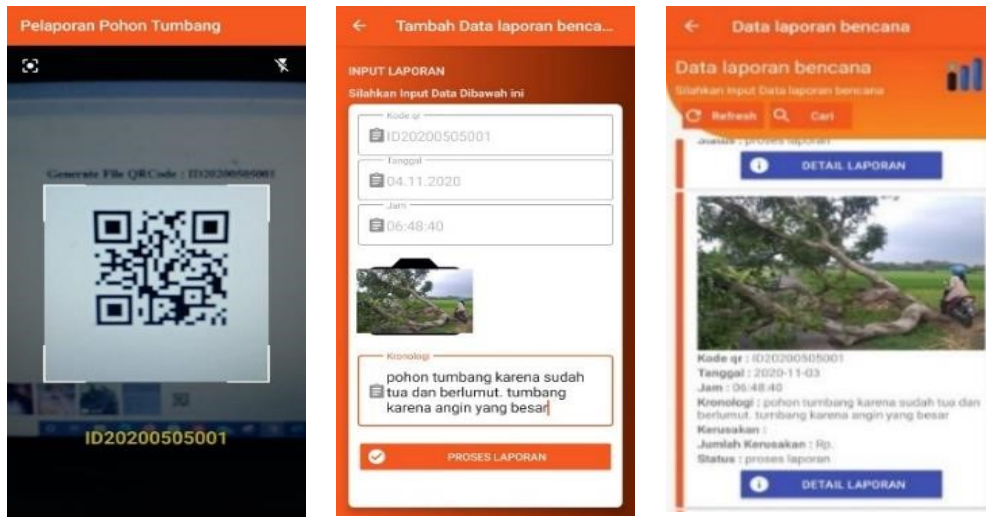 Pelaporan Pohon Tumbang
Generate File QRCode : ID20200505001
ID20200505001
Tambah Data laporan benca...
INPUT LAPORAN
Silahkan Input Data Dibawah ini
Kode qr
ID20200505001
Tanggal
04.11.2020
Jam
06:48:40
Kronologi
pohon tumbang karena sudah
tua dan berlumut. tumbang
karena angin yang besar
PROSES LAPORAN
Data laporan bencana
Data laporan bencana
Silahkan Input Data laporan bencana
Refresh
Cari
Status : proses laporan
DETAIL LAPORAN
Kode qr : ID20200505001
Tanggal : 2020-11-03
Jam : 06:48:40
Kronologi : pohon tumbang karena sudah tua dan
berlumut. tumbang karena angin yang besar
Kerusakan :
Jumlah Kerusakan : Rp.
Status : proses laporan
DETAIL LAPORAN